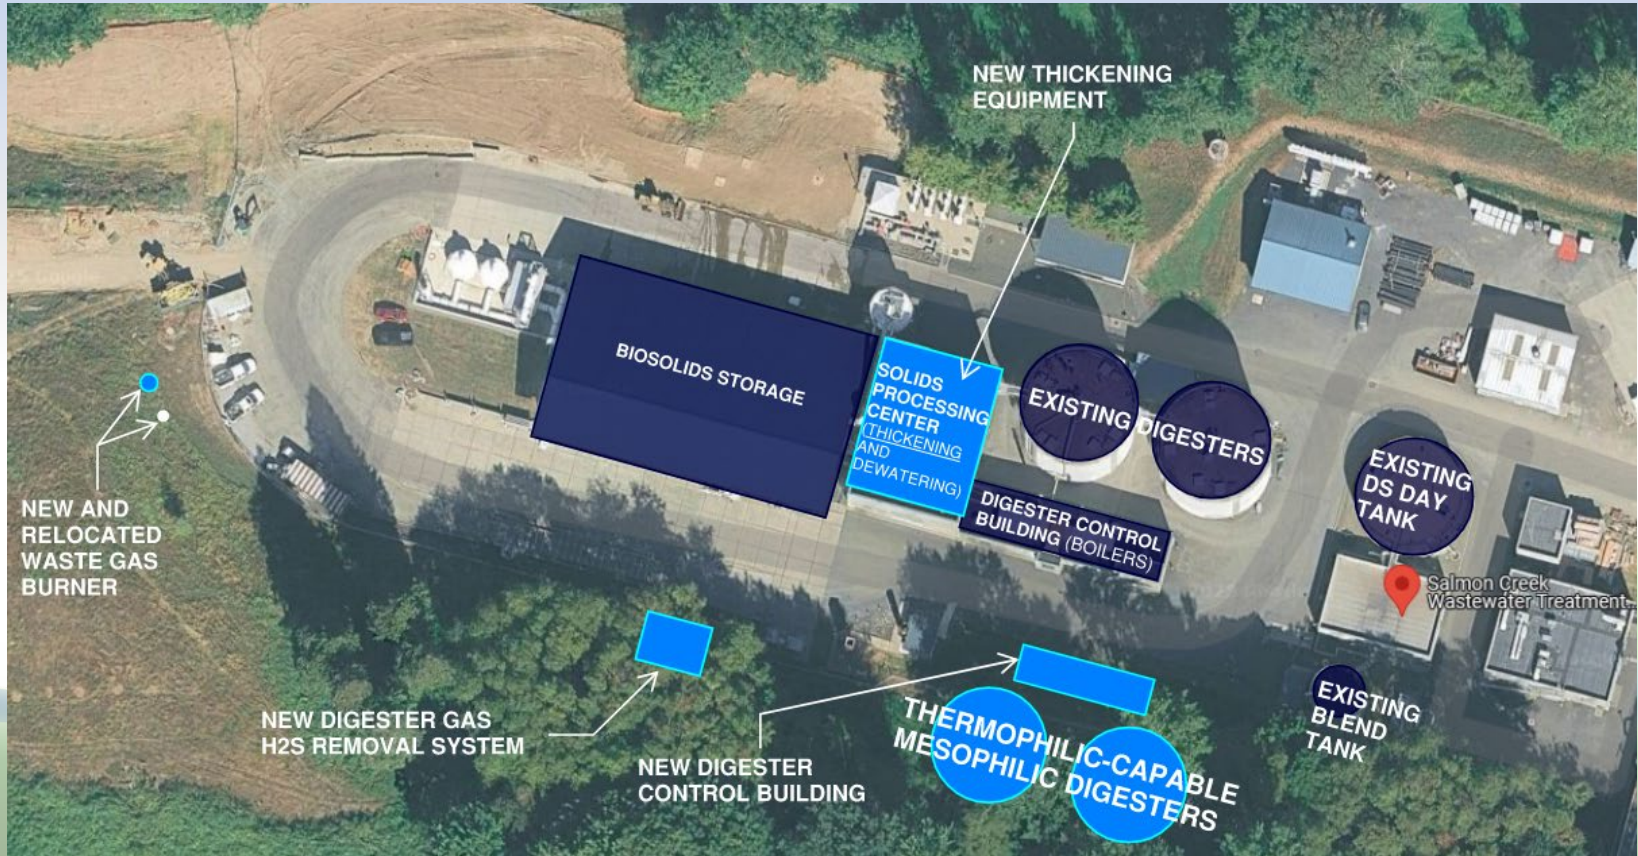 NEW THICKENING
EQUIPMENT
BIOSOLIDS STORAGE
SOLIDS
PROCESSING
CENTER
(THICKENING
AND
DEWATERING)
EXISTING DIGESTERS
DIGESTER CONTROL
BUILDING (BOILERS)
EXISTING
DS DAY
TANK
Salmon Creek
Wastewater Treatment...
NEW AND
RELOCATED
WASTE GAS
BURNER
NEW DIGESTER GAS
H2S REMOVAL SYSTEM
NEW DIGESTER
CONTROL BUILDING
THERMOPHILIC-CAPABLE
MESOPHILIC DIGESTERS
EXISTING
BLEND
TANK